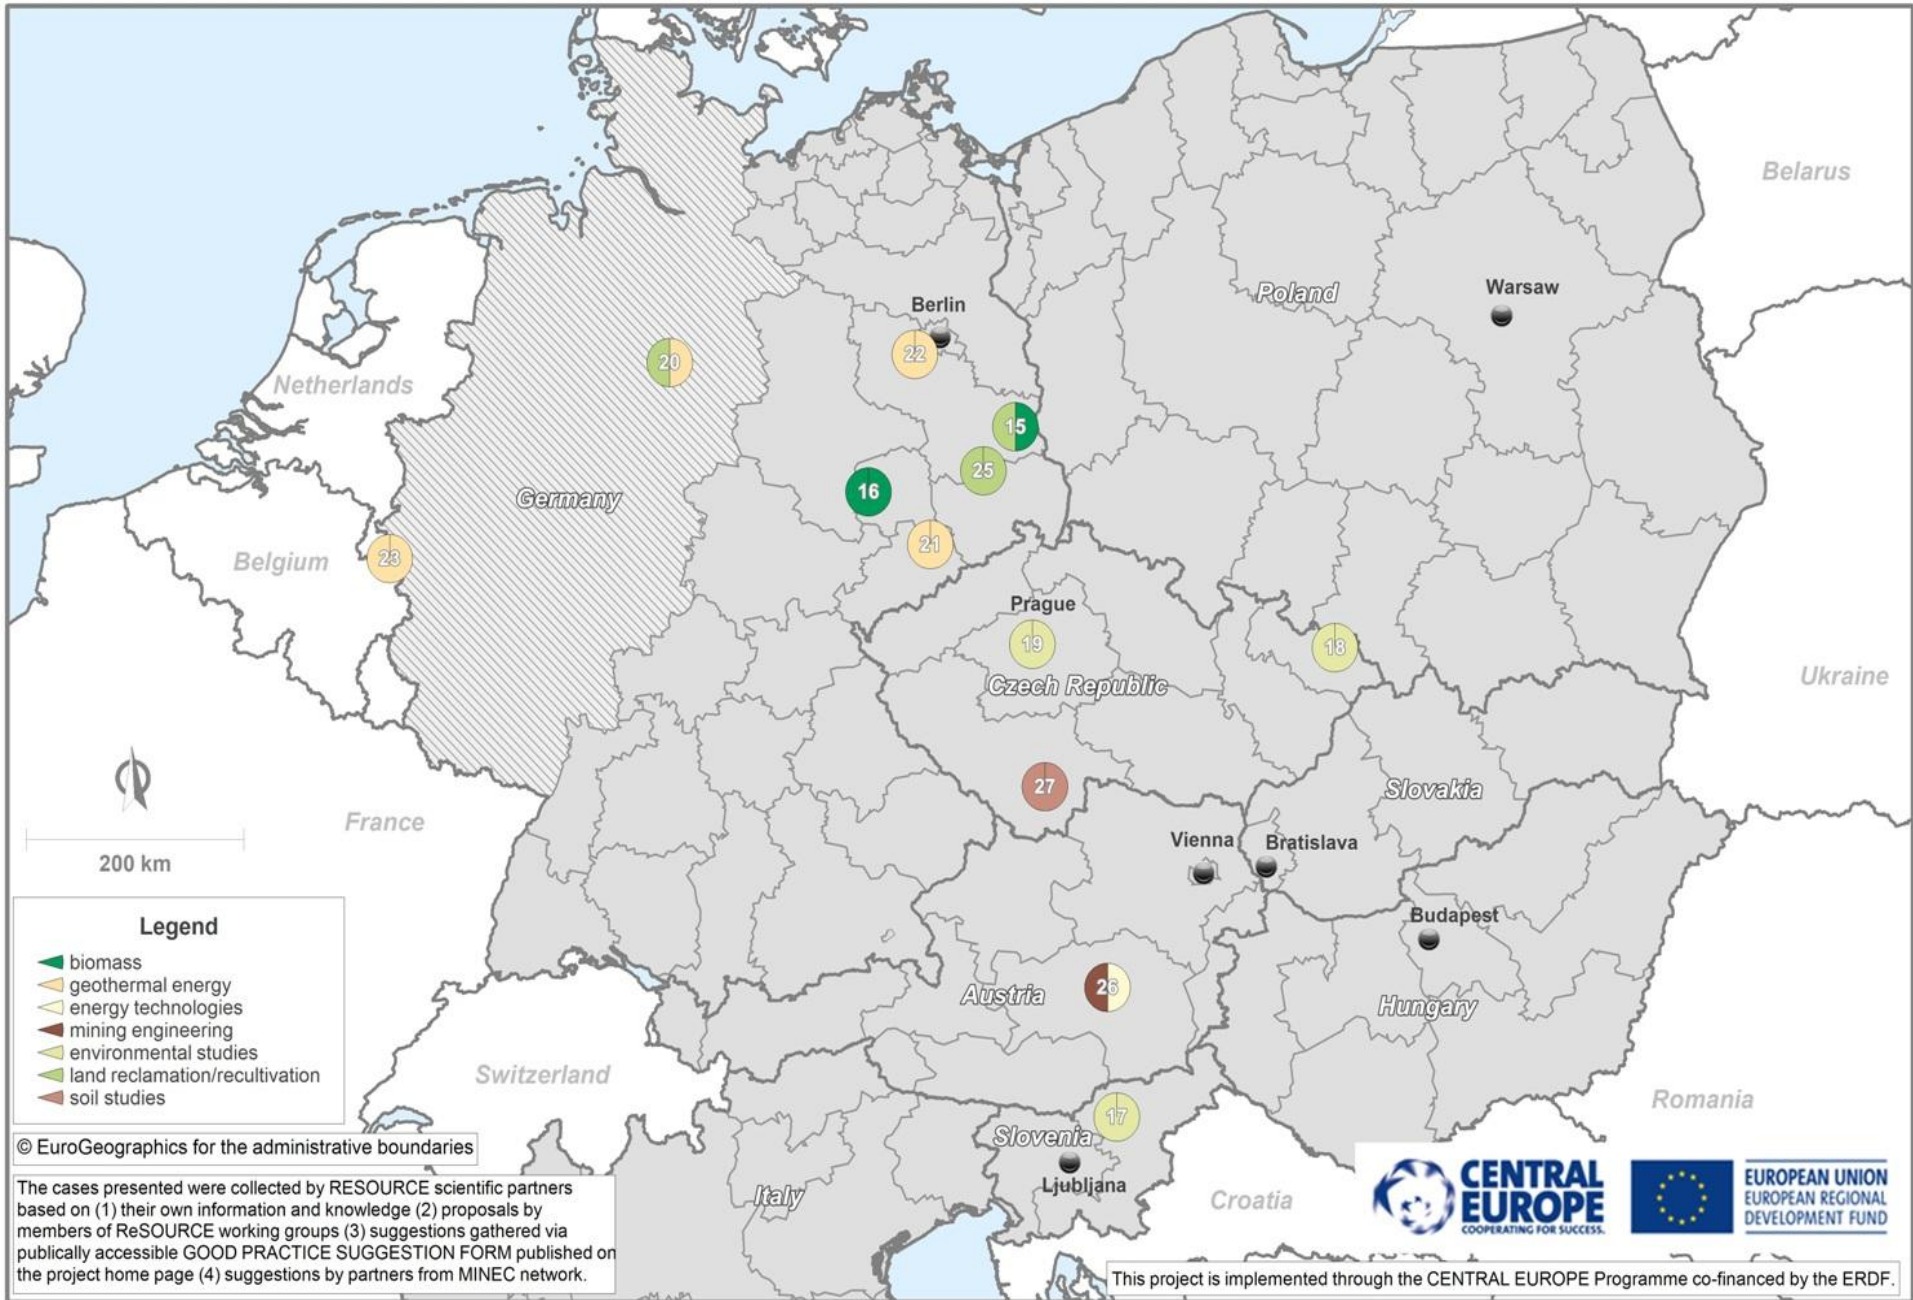 Belarus
Poland
Warsaw
Berlin
22
20
Netherlands
15
25
16
Germany
21
23
Belgium
Prague
19
18
Czech Republic
Ukraine
27
Slovakia
France
200 km
Vienna
Bratislava
Budapest
26
Austria
Hungary
Switzerland
Romania
17
Slovenia
Ljubljana
Italy
Croatia
Legend
biomass
geothermal energy
energy technologies
mining engineering
environmental studies
land reclamation/recultivation
soil studies
© EuroGeographics for the administrative boundaries
The cases presented were collected by RESOURCE scientific partners
based on (1) their own information and knowledge (2) proposals by
members of ReSOURCE working groups (3) suggestions gathered via
publically accessible GOOD PRACTICE SUGGESTION FORM published on
the project home page (4) suggestions by partners from MINEC network.
CENTRAL
EUROPE
COOPERATING FOR SUCCESS.
EUROPEAN UNION
EUROPEAN REGIONAL
DEVELOPMENT FUND
This project is implemented through the CENTRAL EUROPE Programme co-financed by the ERDF.